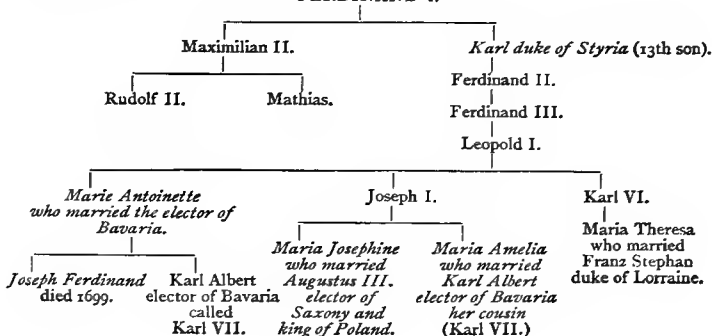 Maximilian II.
Karl duke of Styria (13th son).
Rudolf II.
Mathias.
Ferdinand II.
Ferdinand III.
Leopold I.
Marie Antoinette
who married the elector of
Bavaria.
Joseph I.
Karl VI.
Joseph Ferdinand
died 1699.
Karl Albert
elector of Bavaria
called
Karl VII.
Maria Josephine
who married
Augustus III.
elector of
Saxony and
king of Poland.
Maria Amelia
who married
Karl Albert
elector of Bavaria
her cousin
(Karl VII.)
Maria Theresa
who married
Franz Stephan
duke of Lorraine.